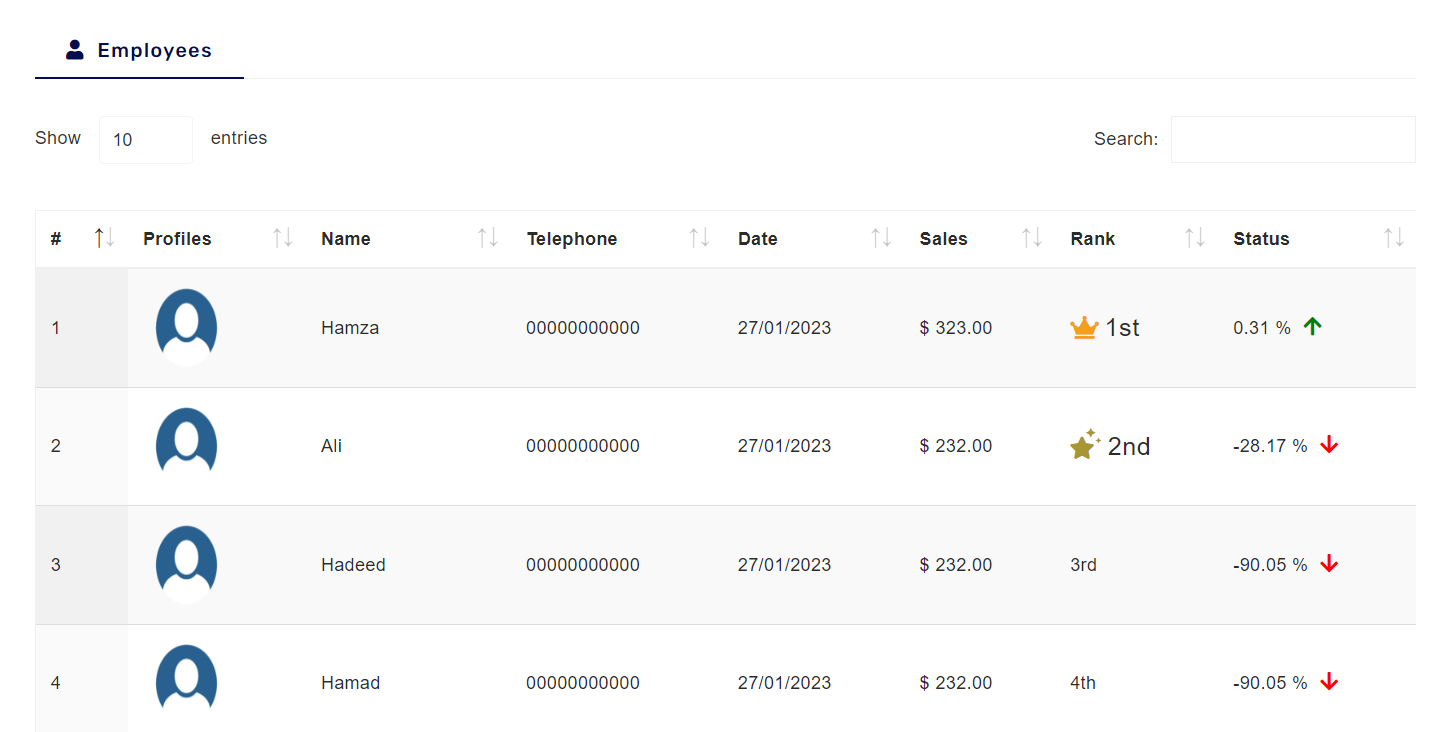 Employees
Show 10 entries Search:
# Profiles Name Telephone Date Sales Rank Status
1 Hamza 00000000000 27/01/2023 $ 323.00 1st 0.31 %
2 Ali 00000000000 27/01/2023 $ 232.00 2nd -28.17 %
3 Hadeed 00000000000 27/01/2023 $ 232.00 3rd -90.05 %
4 Hamad 00000000000 27/01/2023 $ 232.00 4th -90.05 %